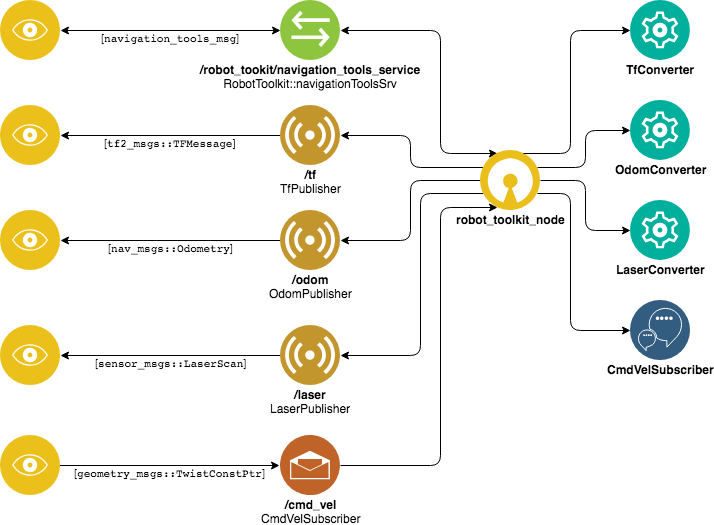 [navigation_tools_msg]
/robot_tookit/navigation_tools_service
RobotToolkit::navigationToolsSrv
TfConverter
[tf2_msgs::TFMessage]
/tf
TfPublisher
OdomConverter
robot_toolkit_node
[nav_msgs::Odometry]
/odom
OdomPublisher
LaserConverter
[sensor_msgs::LaserScan]
/laser
LaserPublisher
CmdVelSubscriber
[geometry_msgs::TwistConstPtr]
/cmd_vel
CmdVelSubscriber